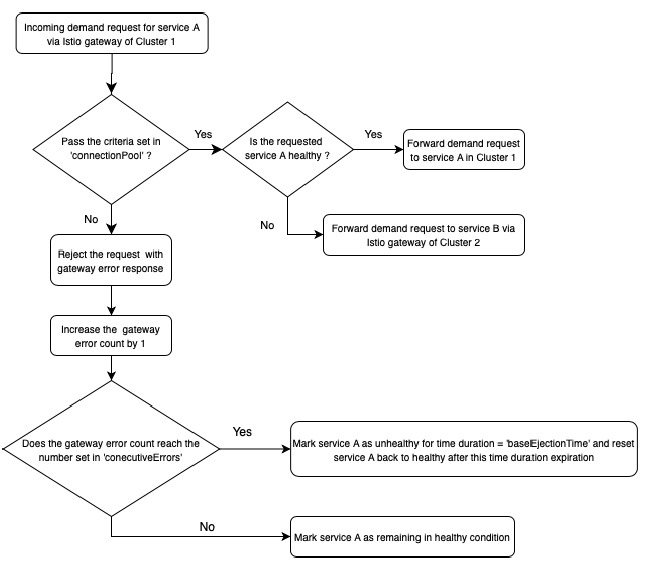 Incoming demand request for service A
via Istio gateway of Cluster 1
Pass the criteria set in
'connectionPool' ?
Yes
Is the requested
service A healthy ?
Yes
Forward demand request
to service A in Cluster 1
No
No
Forward demand request to service B via
Istio gateway of Cluster 2
Reject the request with
gateway error response
Increase the gateway
error count by 1
Does the gateway error count reach the
number set in 'conecutiveErrors'
Yes
Mark service A as unhealthy for time duration = 'baseEjectionTime' and reset
service A back to healthy after this time duration expiration
No
Mark service A as remaining in healthy condition